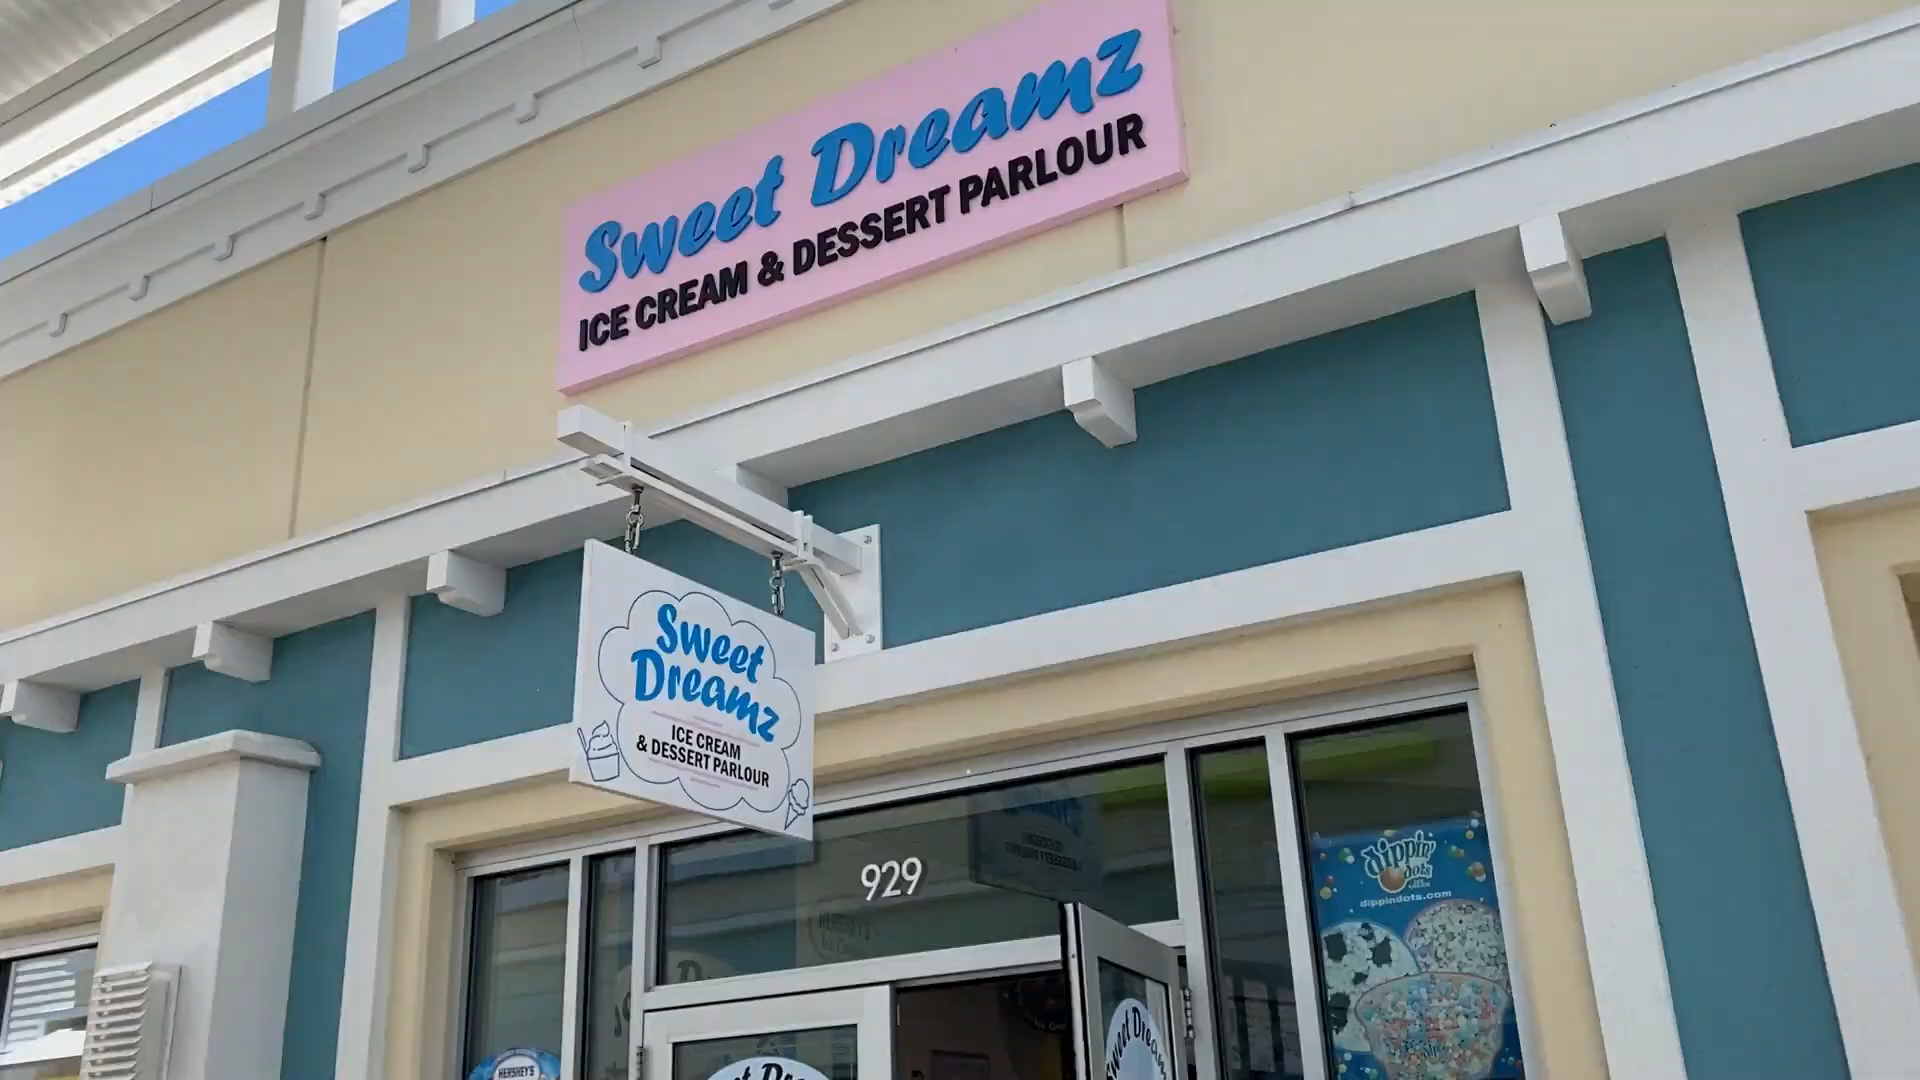 Sweet Dreamz
ICE CREAM & DESSERT PARLOUR
Sweet
Dreamz
ICE CREAM
& DESSERT PARLOUR
929
dippin'
dots
dippindots.com
HERSHEY'S
Sweet Dreamz